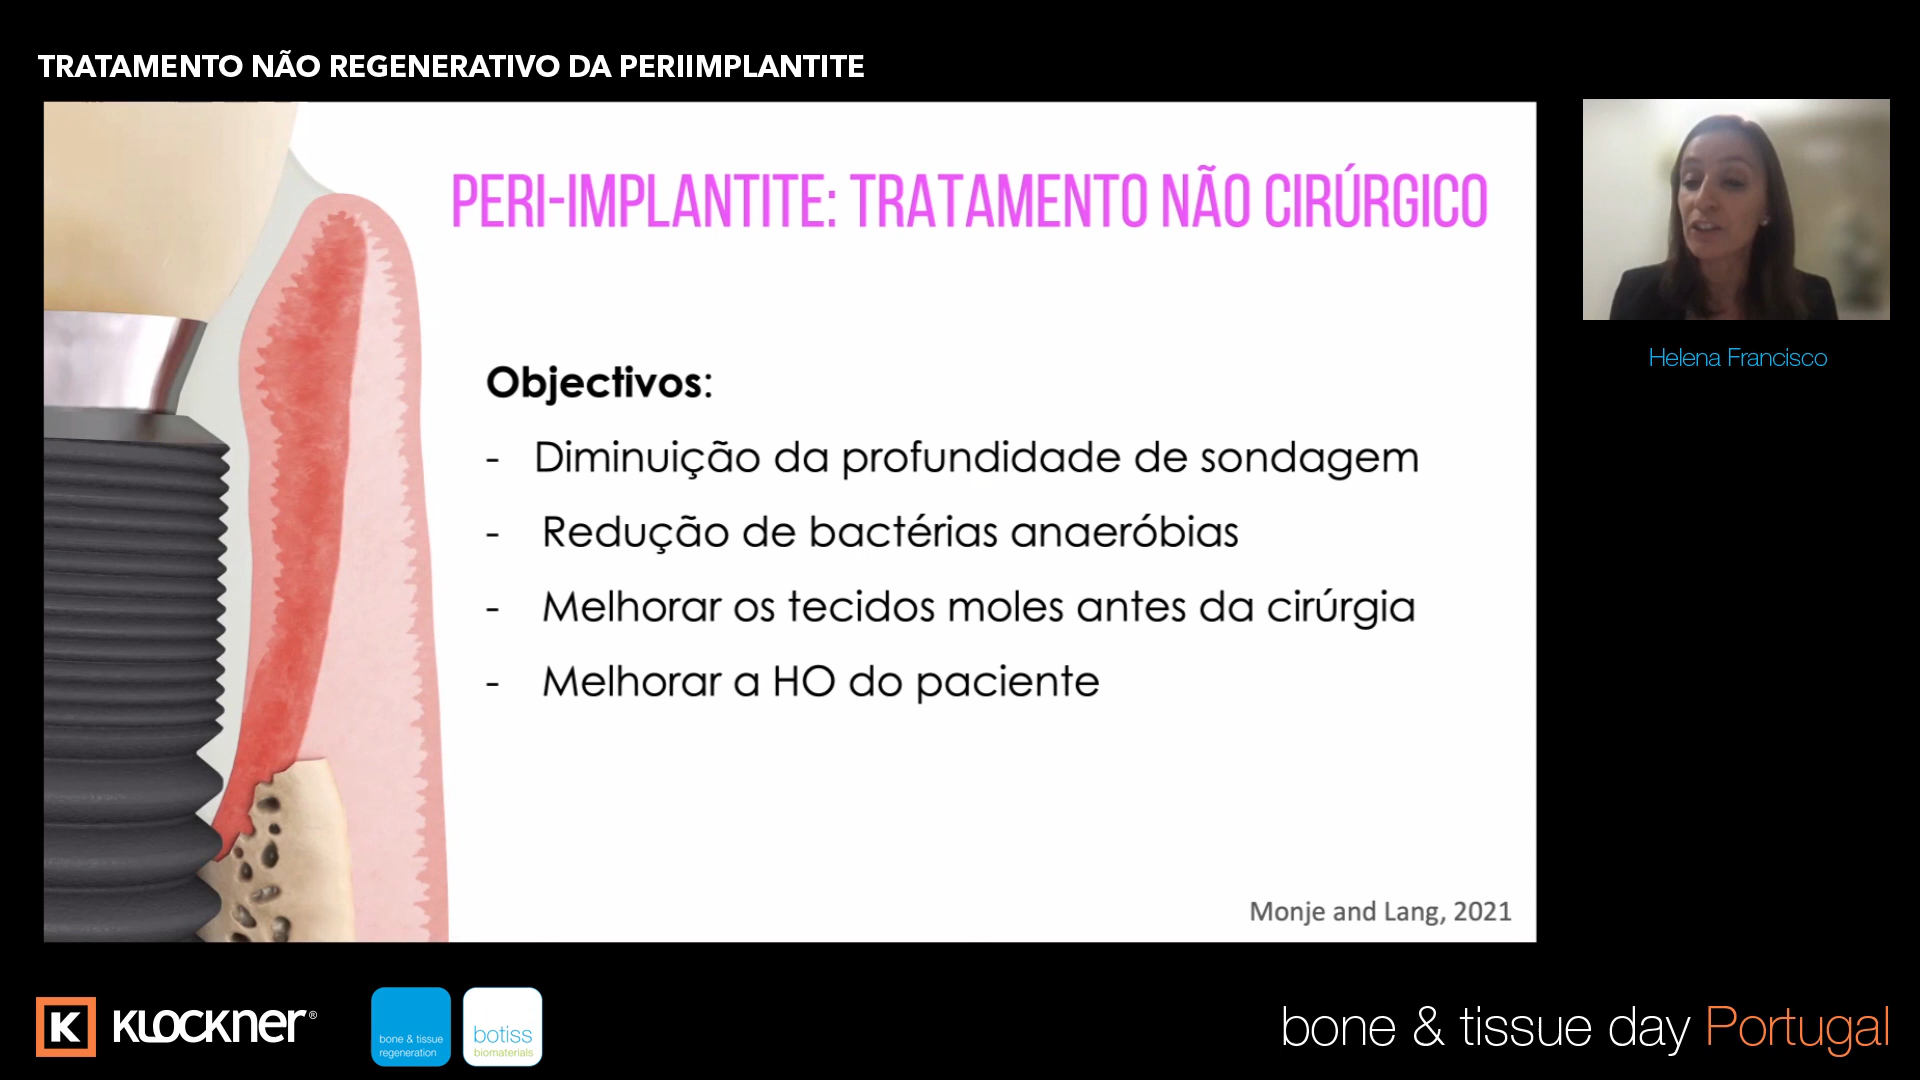 TRATAMENTO NÃO REGENERATIVO DA PERIIMPLANTITE
PERI-IMPLANTITE: TRATAMENTO NÃO CIRÚRGICO
Objectivos:
- Diminuição da profundidade de sondagem
- Redução de bactérias anaeróbias
- Melhorar os tecidos moles antes da cirúrgia
- Melhorar a HO do paciente
Monje and Lang, 2021
Helena Francisco
K KLOCKNER®
bone & tissue
regeneration
botiss
biomaterials
bone & tissue day Portugal